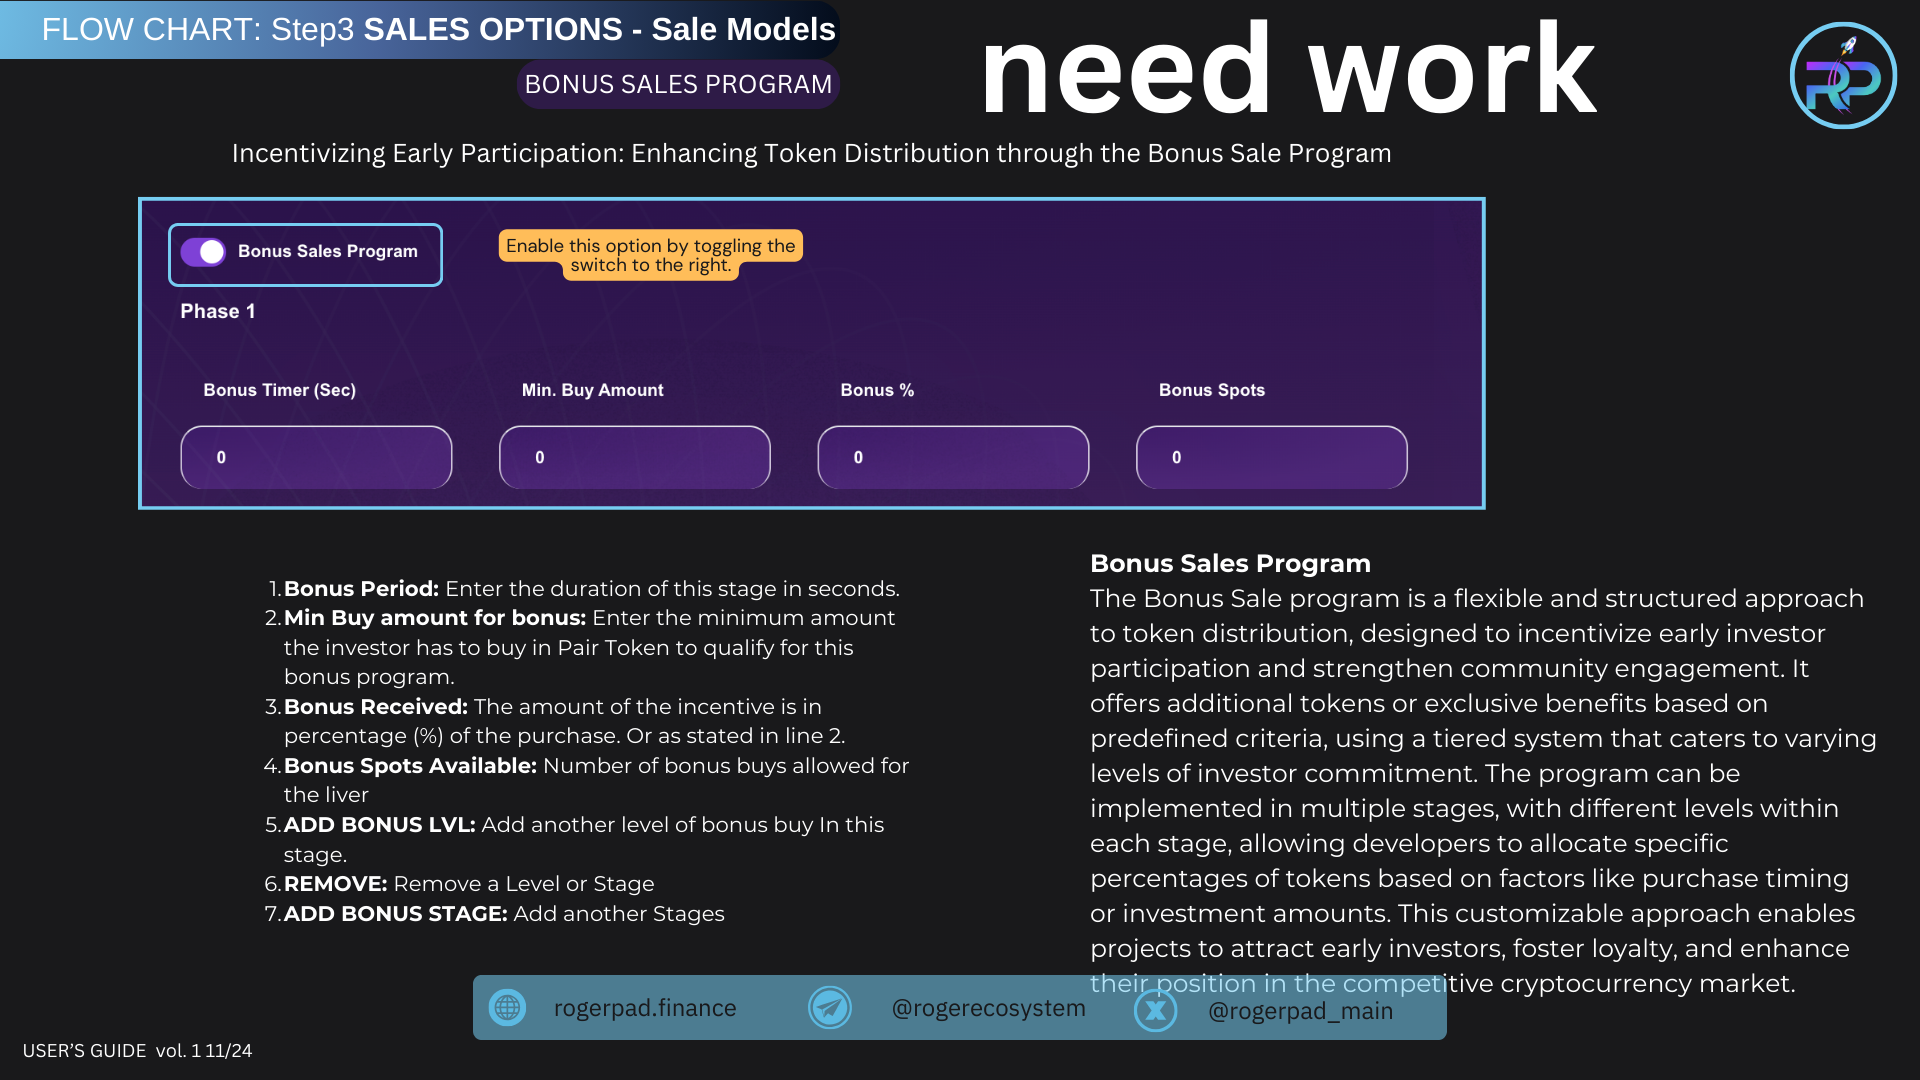 FLOW CHART: Step3 SALES OPTIONS - Sale Models
need work
RP
BONUS SALES PROGRAM
Incentivizing Early Participation: Enhancing Token Distribution through the Bonus Sale Program
Bonus Sales Program
Enable this option by toggling the
switch to the right.
Phase 1
Bonus Timer (Sec)
Min. Buy Amount
Bonus %
Bonus Spots
0
0
0
0
1. Bonus Period: Enter the duration of this stage in seconds.
2. Min Buy amount for bonus: Enter the minimum amount
the investor has to buy in Pair Token to qualify for this
bonus program.
3. Bonus Received: The amount of the incentive is in
percentage (%) of the purchase. Or as stated in line 2.
4. Bonus Spots Available: Number of bonus buys allowed for
the liver
5. ADD BONUS LVL: Add another level of bonus buy In this
stage.
6. REMOVE: Remove a Level or Stage
7. ADD BONUS STAGE: Add another Stages
Bonus Sales Program
The Bonus Sale program is a flexible and structured approach
to token distribution, designed to incentivize early investor
participation and strengthen community engagement. It
offers additional tokens or exclusive benefits based on
predefined criteria, using a tiered system that caters to varying
levels of investor commitment. The program can be
implemented in multiple stages, with different levels within
each stage, allowing developers to allocate specific
percentages of tokens based on factors like purchase timing
or investment amounts. This customizable approach enables
projects to attract early investors, foster loyalty, and enhance
their position in the competitive cryptocurrency market.
rogerpad.finance
@rogerecosystem
@rogerpad_main
USER'S GUIDE vol. 1 11/24